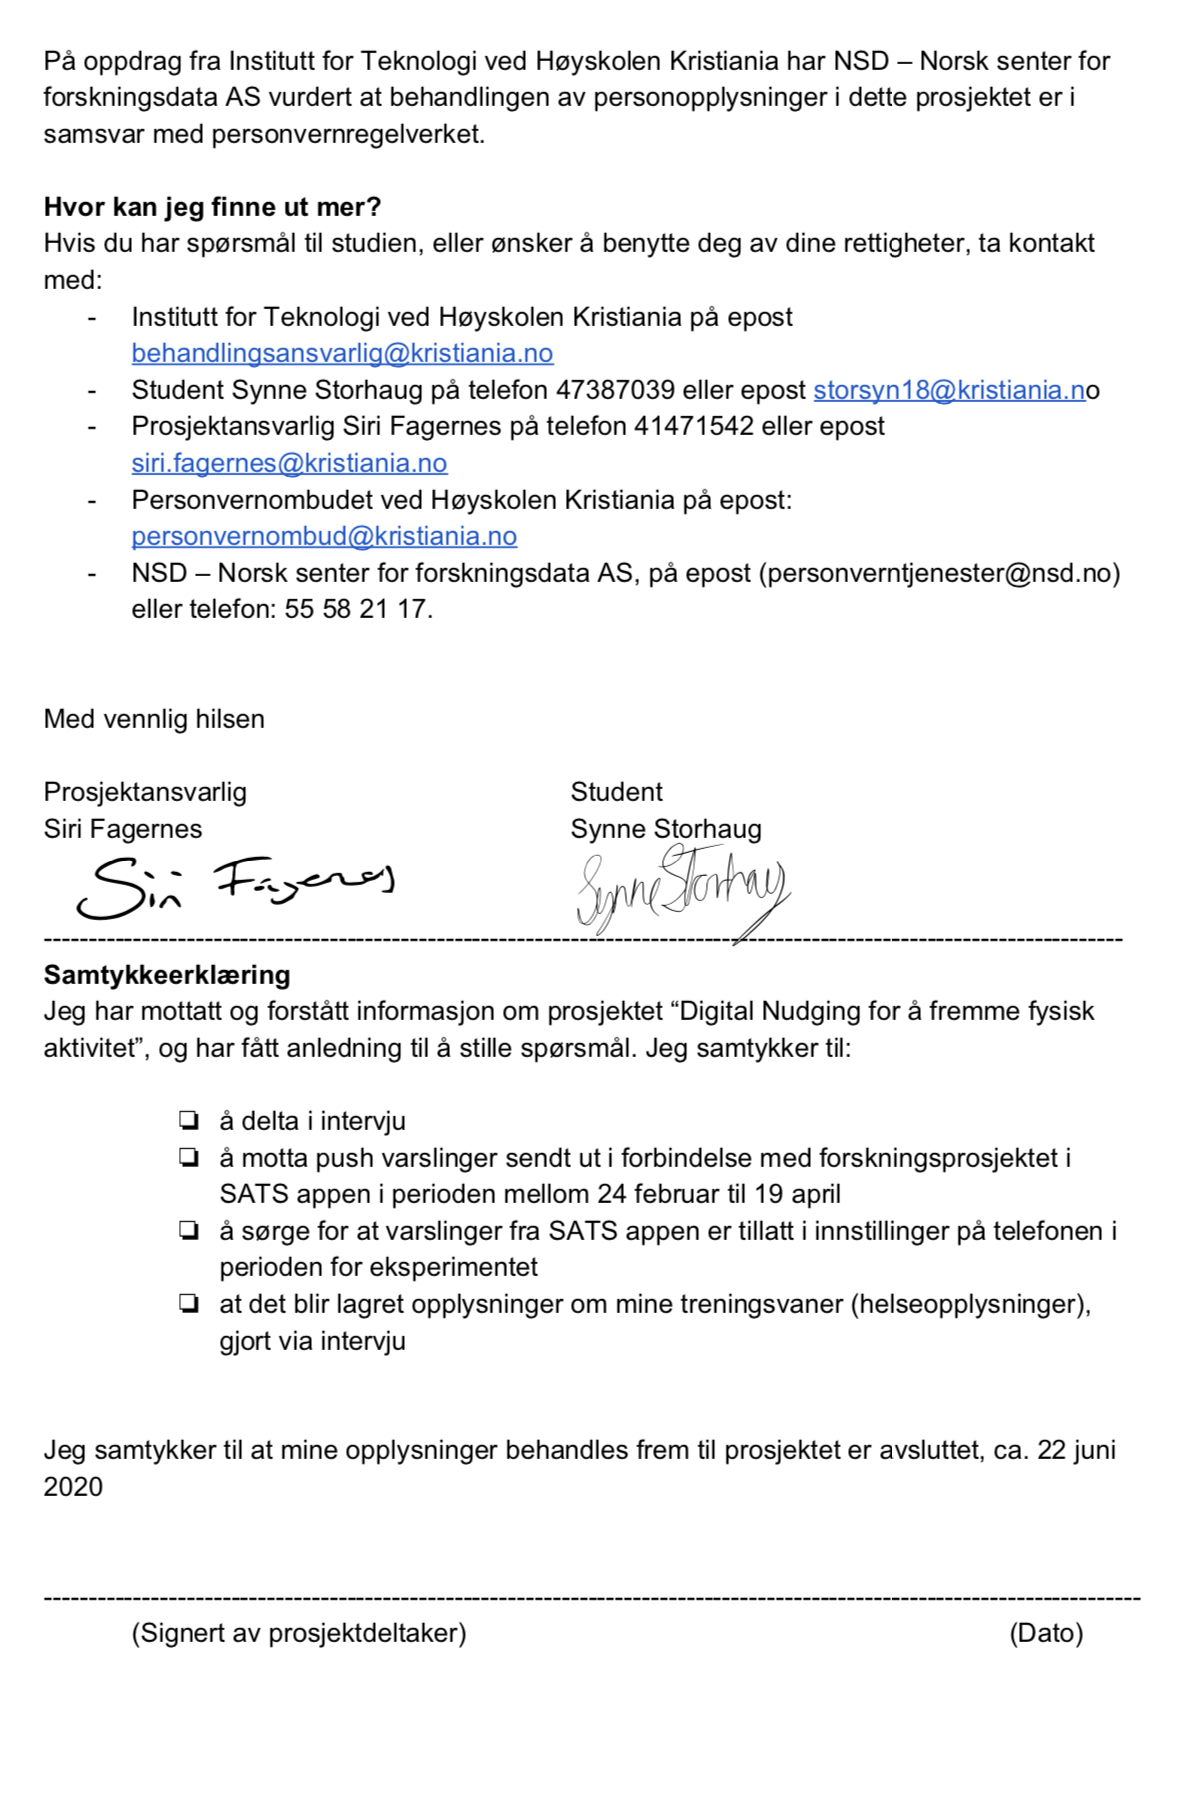 På oppdrag fra Institutt for Teknologi ved Høyskolen Kristiania har NSD – Norsk senter for
forskningsdata AS vurdert at behandlingen av personopplysninger i dette prosjektet er i
samsvar med personvernregelverket.
Hvor kan jeg finne ut mer?
Hvis du har spørsmål til studien, eller ønsker å benytte deg av dine rettigheter, ta kontakt
med:
- Institutt for Teknologi ved Høyskolen Kristiania på epost
behandlingsansvarlig@kristiania.no
- Student Synne Storhaug på telefon 47387039 eller epost storsyn18@kristiania.no
- Prosjektansvarlig Siri Fagernes på telefon 41471542 eller epost
siri.fagernes@kristiania.no
- Personvernombudet ved Høyskolen Kristiania på epost:
personvernombud@kristiania.no
- NSD – Norsk senter for forskningsdata AS, på epost (personverntjenester@nsd.no)
eller telefon: 55 58 21 17.
Med vennlig hilsen
Prosjektansvarlig Student
Siri Fagernes Synne Storhaug
Siri Fagernes Synne Storhaug
Samtykkeerklæring
Jeg har mottatt og forstått informasjon om prosjektet “Digital Nudging for å fremme fysisk
aktivitet”, og har fått anledning til å stille spørsmål. Jeg samtykker til:
❏ å delta i intervju
❏ å motta push varslinger sendt ut i forbindelse med forskningsprosjektet i
SATS appen i perioden mellom 24 februar til 19 april
❏ å sørge for at varslinger fra SATS appen er tillatt i innstillinger på telefonen i
perioden for eksperimentet
❏ at det blir lagret opplysninger om mine treningsvaner (helseopplysninger),
gjort via intervju
Jeg samtykker til at mine opplysninger behandles frem til prosjektet er avsluttet, ca. 22 juni
2020
(Signert av prosjektdeltaker) (Dato)